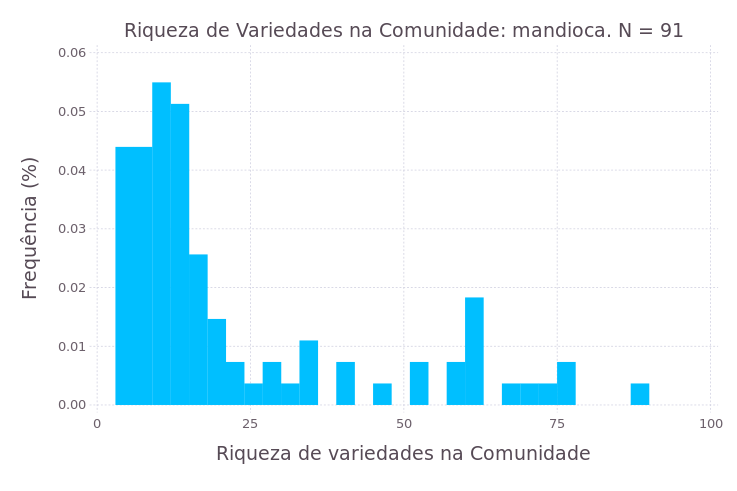 Riqueza de Variedades na Comunidade: mandioca. N = 91
0.06
0.05
0.04
0.03
0.02
0.01
0.00
Frequência (%)
0 25 50 75 100
Riqueza de variedades na Comunidade